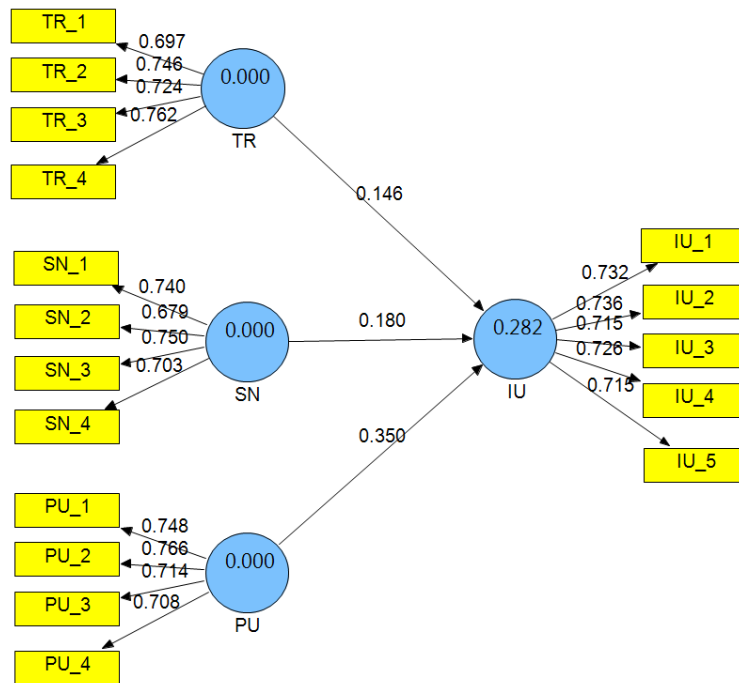 TR_1
0.697
TR_2
0.746
0.724
TR_3
0.762
TR_4
0.000
TR
0.146
SN_1
0.740
SN_2
0.679
0.750
SN_3
0.703
SN_4
0.000
SN
0.180
PU_1
0.748
PU_2
0.766
0.714
PU_3
0.708
PU_4
0.000
PU
0.350
0.282
IU
IU_1
0.732
IU_2
0.736
0.715
IU_3
0.726
IU_4
0.715
IU_5